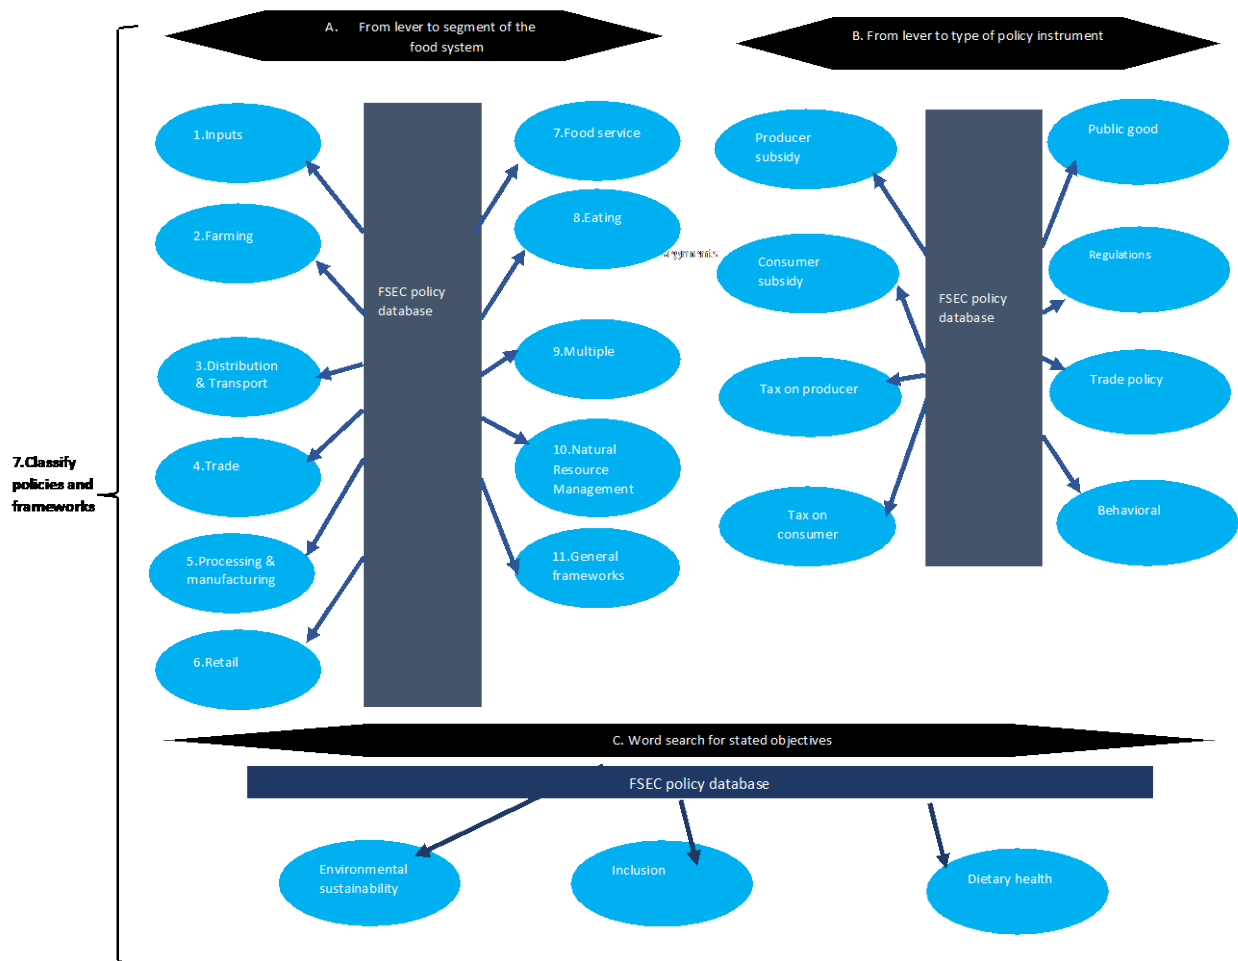 A. From lever to segment of the
food system
B. From lever to type of policy instrument
1.Inputs
2.Farming
3.Distribution
& Transport
4.Trade
5.Processing &
manufacturing
6.Retail
FSEC policy
database
7.Food service
8.Eating
9.Multiple
10.Natural
Resource
Management
11.General
frameworks
Producer
subsidy
Consumer
subsidy
Tax on producer
Tax on
consumer
FSEC policy
database
Public good
Regulations
Trade policy
Behavioral
7.Classify
policies and
frameworks
C. Word search for stated objectives
FSEC policy database
Environmental
sustainability
Inclusion
Dietary health